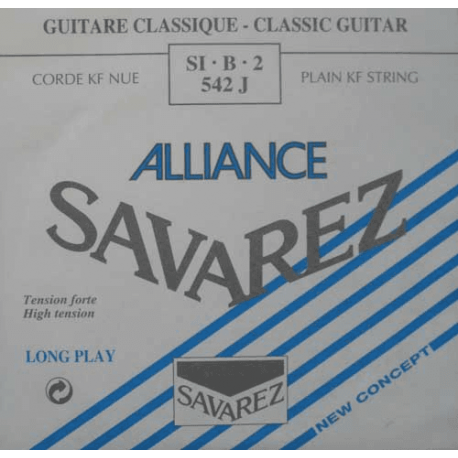 GUITARE CLASSIQUE - CLASSIC GUITAR
CORDE KF NUE
SI · B · 2
542 J
PLAIN KF STRING
ALLIANCE
SAVAREZ
Tension forte
High tension
LONG PLAY
SAVAREZ
NEW CONCEPT